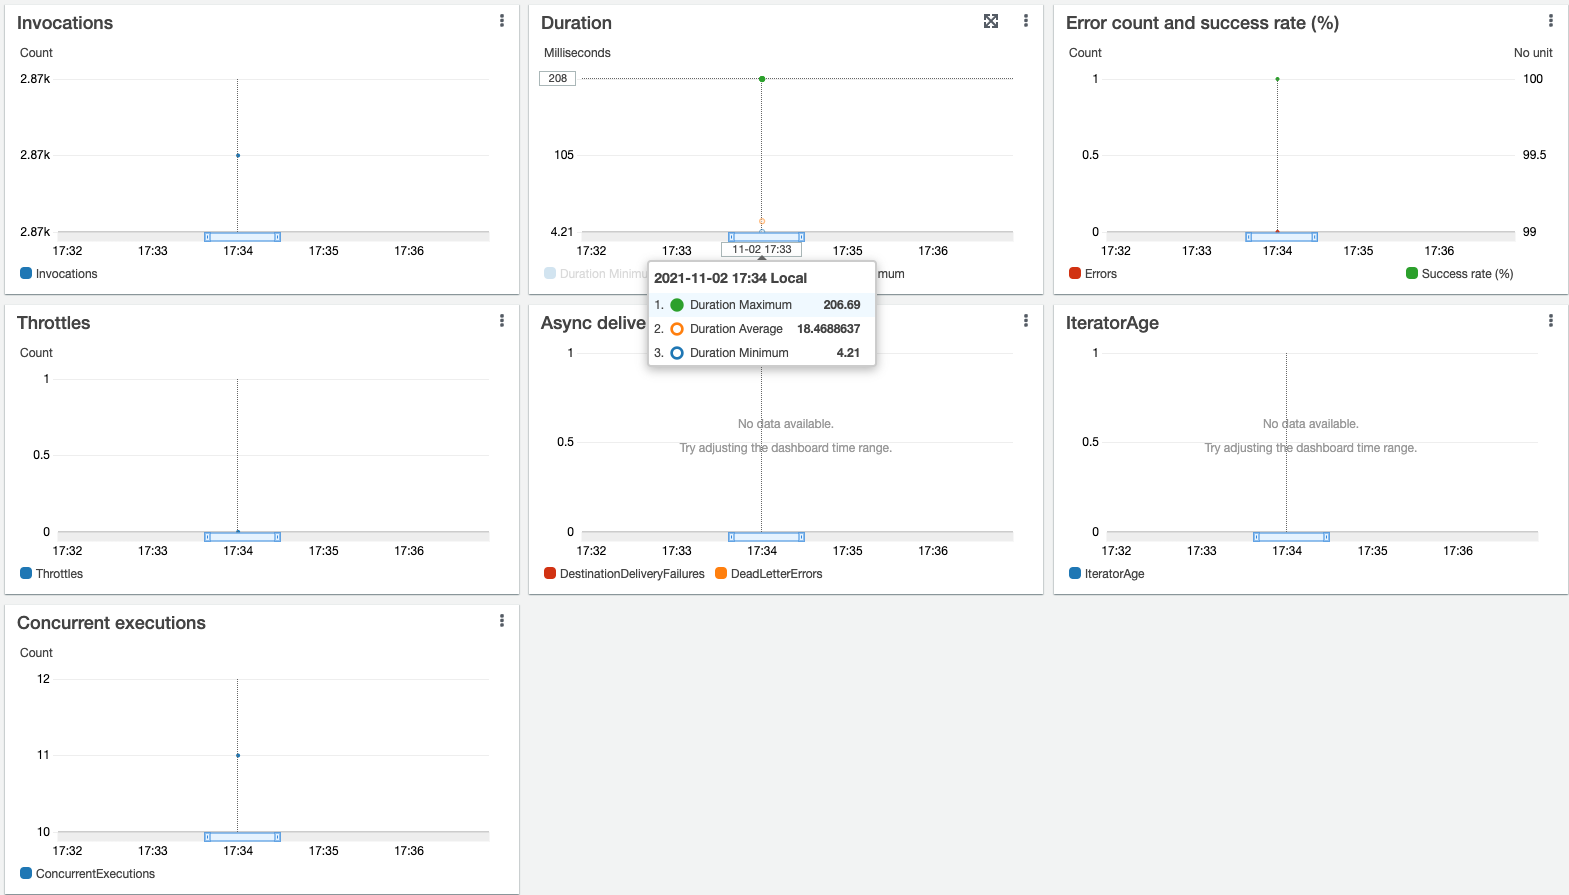 Invocations
Count
2.87k
2.87k
2.87k
17:32 17:33 17:34 17:35 17:36
Invocations
Duration
Milliseconds
208
105
4.21
17:32 17:33 11-02 17:33 17:35 17:36
Duration Minimu
mum
2021-11-02 17:34 Local
1. Duration Maximum 206.69
2. Duration Average 18.4688637
3. Duration Minimum 4.21
Error count and success rate (%)
Count No unit
1 100
0.5 99.5
0 99
17:32 17:33 17:34 17:35 17:36
Errors Success rate (%)
Throttles
Count
1
0.5
0
17:32 17:33 17:34 17:35 17:36
Throttles
Async delive
1
No data available.
0.5
Try adjusting the dashboard time range.
0
17:32 17:33 17:34 17:35 17:36
DestinationDeliveryFailures DeadLetterErrors
IteratorAge
1
No data available.
0.5
Try adjusting the dashboard time range.
0
17:32 17:33 17:34 17:35 17:36
IteratorAge
Concurrent executions
Count
12
11
10
17:32 17:33 17:34 17:35 17:36
ConcurrentExecutions